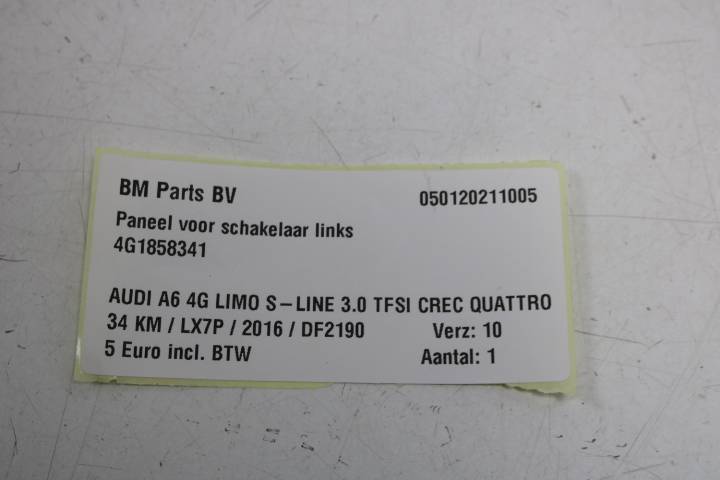 BM Parts BV 050120211005
Paneel voor schakelaar links
4G1858341
AUDI A6 4G LIMO S-LINE 3.0 TFSI CREC QUATTRO
34 KM / LX7P / 2016 / DF2190 Verz: 10
5 Euro incl. BTW Aantal: 1